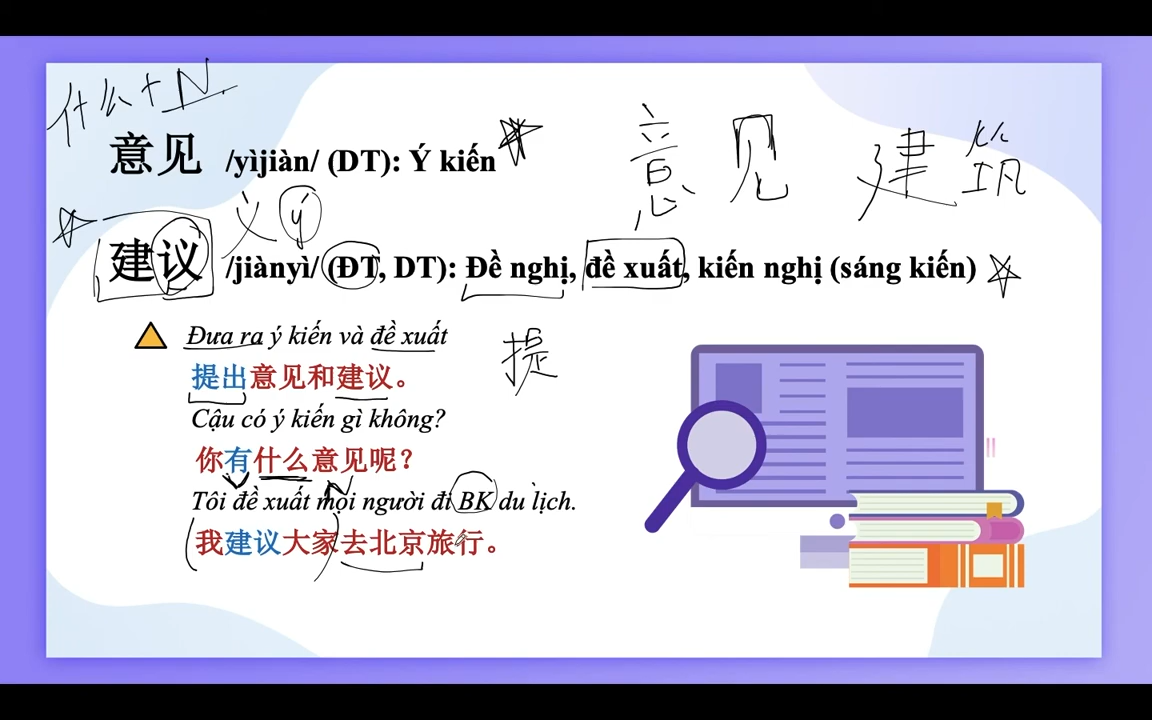 什么 + N
意见 /yìjiàn/ (DT): Ý kiến
意见 建筑
义 ý
建议 /jiànyì/ (ĐT, DT): Đề nghị, đề xuất, kiến nghị (sáng kiến)
Đưa ra ý kiến và đề xuất
提
提出意见和建议。
Cậu có ý kiến gì không?
你有什么意见呢？
V N
Tôi đề xuất mọi người đi BK du lịch.
我建议大家去北京旅行。